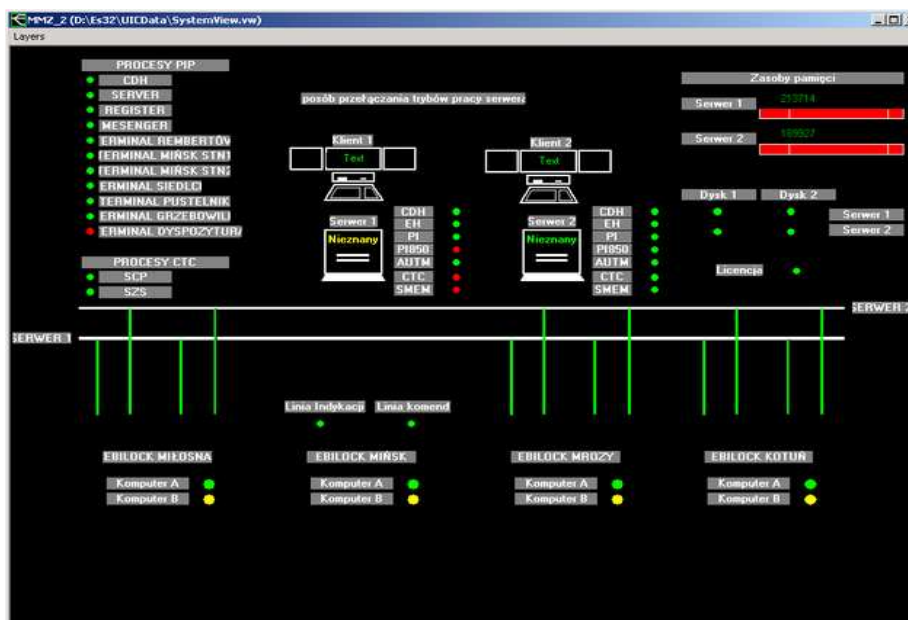 MMZ_2 (D:\Es32\UICData\SystemView.vw)
Layers
PROCESY PIP
CDH
SERVER
REGISTER
MESENGER
ERMINAL REMBERTÓW
TERMINAL MIŃSK STN1
TERMINAL MIŃSK STN2
ERMINAL SIEDLCE
TERMINAL PUSTELNIK
ERMINAL GRZEBOWILK
ERMINAL DYSPOZYTURA
PROCESY CTC
SCP
SZS
posób przełączania trybów pracy serwera
Klient 1
Text
Serwer 1
Nieznany
CDH
EH
PI
PI850
AUTM
CTC
SMEM
Klient 2
Text
Serwer 2
Nieznany
CDH
EH
PI
PI850
AUTM
CTC
SMEM
Zasoby pamięci
Serwer 1
213714
Serwer 2
189927
Dysk 1
Dysk 2
Serwer 1
Serwer 2
Licencja
SERWER 2
SERWER 1
Linia Indykacji
Linia komend
EBILOCK MIŁOSNA
Komputer A
Komputer B
EBILOCK MIŃSK
Komputer A
Komputer B
EBILOCK MROZY
Komputer A
Komputer B
EBILOCK KOTUŃ
Komputer A
Komputer B